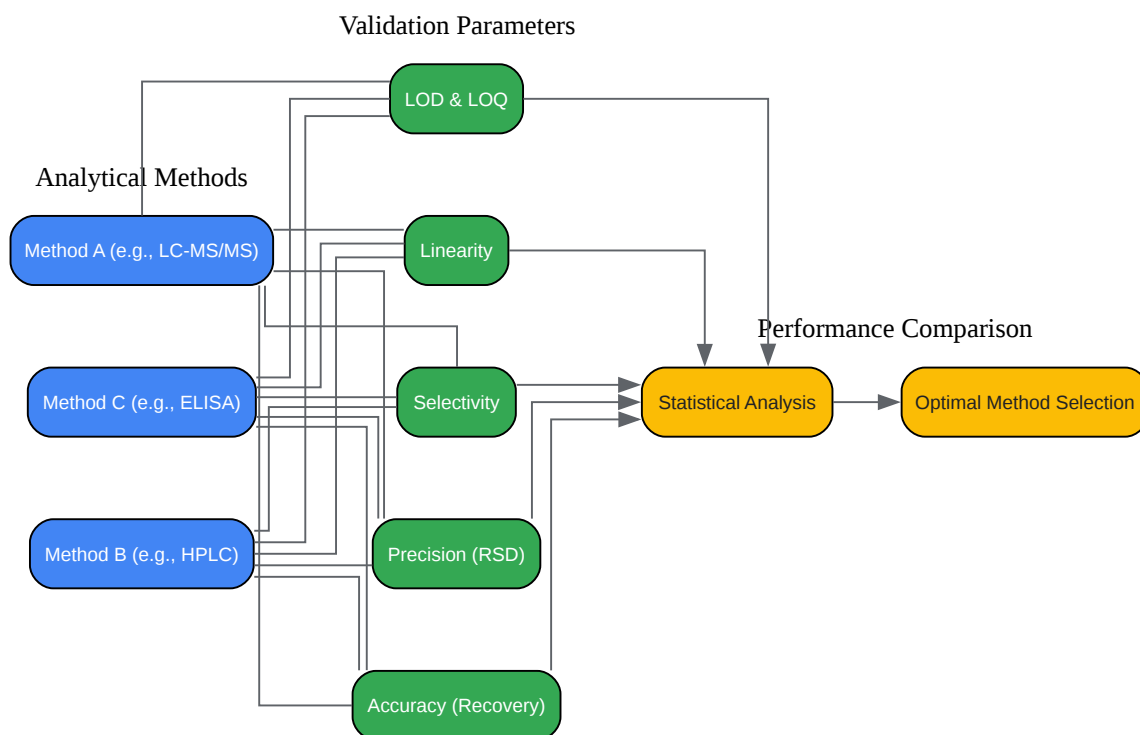 Validation Parameters
LOD & LOQ
Analytical Methods
Method A (e.g., LC-MS/MS)
Linearity
Performance Comparison
Method C (e.g., ELISA)
Selectivity
Statistical Analysis
Optimal Method Selection
Method B (e.g., HPLC)
Precision (RSD)
Accuracy (Recovery)